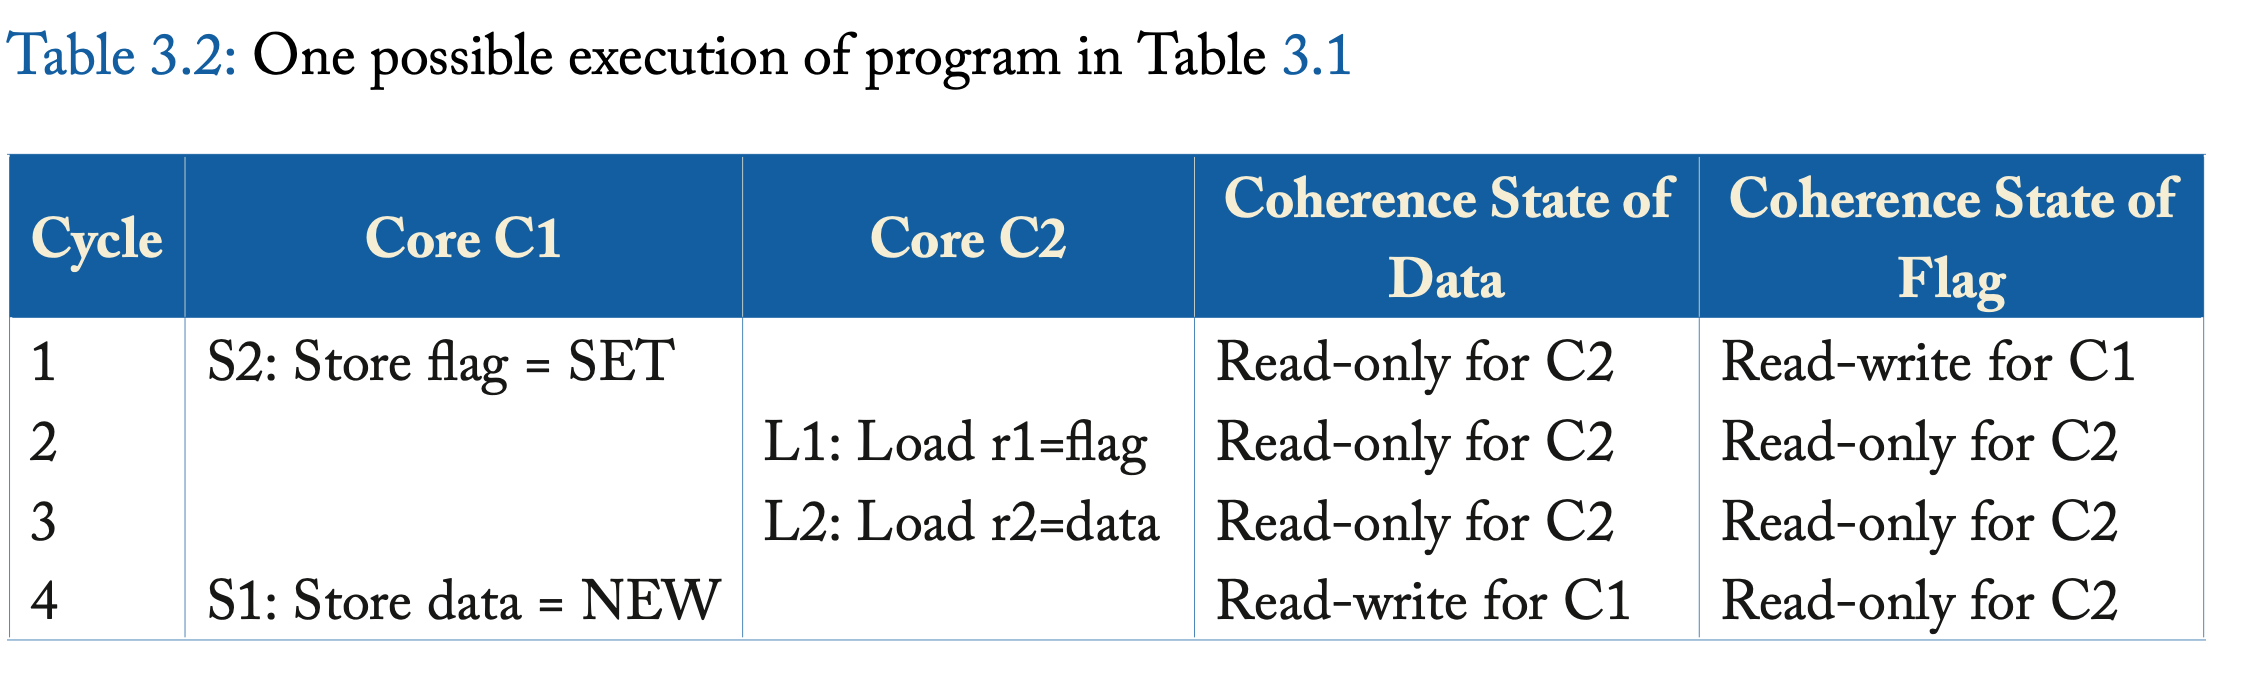 Table 3.2: One possible execution of program in Table 3.1
Cycle Core C1 Core C2 Coherence State of Data Coherence State of Flag
1 S2: Store flag = SET Read-only for C2 Read-write for C1
2 L1: Load r1=flag Read-only for C2 Read-only for C2
3 L2: Load r2=data Read-only for C2 Read-only for C2
4 S1: Store data = NEW Read-write for C1 Read-only for C2